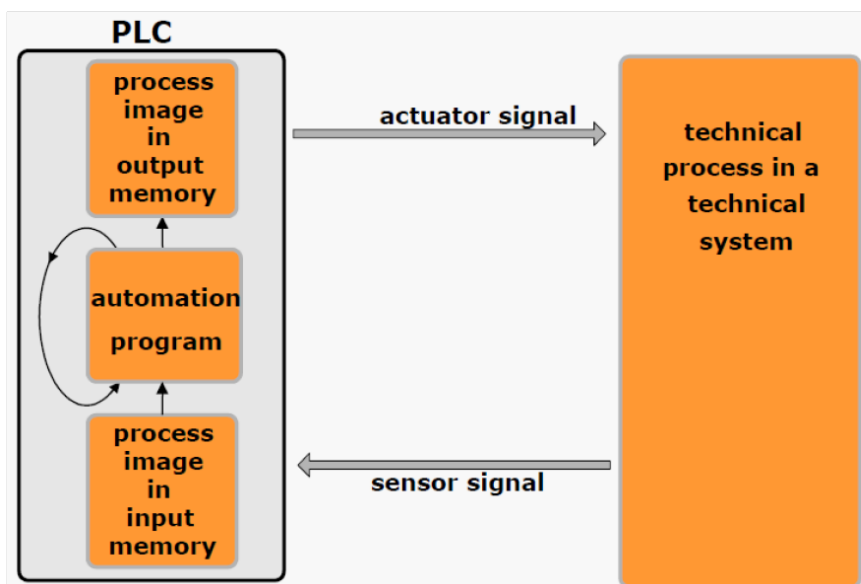 PLC
process
image
in
output
memory
automation
program
process
image
in
input
memory
actuator signal
sensor signal
technical
process in a
technical
system